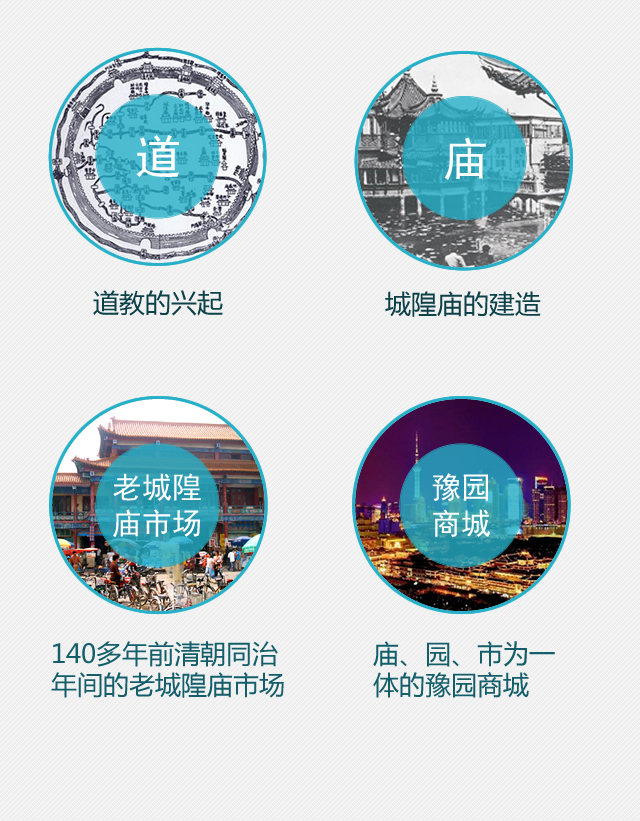 道
庙
道教的兴起
城隍庙的建造
老城隍
庙市场
豫园
商城
140多年前清朝同治
年间的老城隍庙市场
庙、园、市为一
体的豫园商城